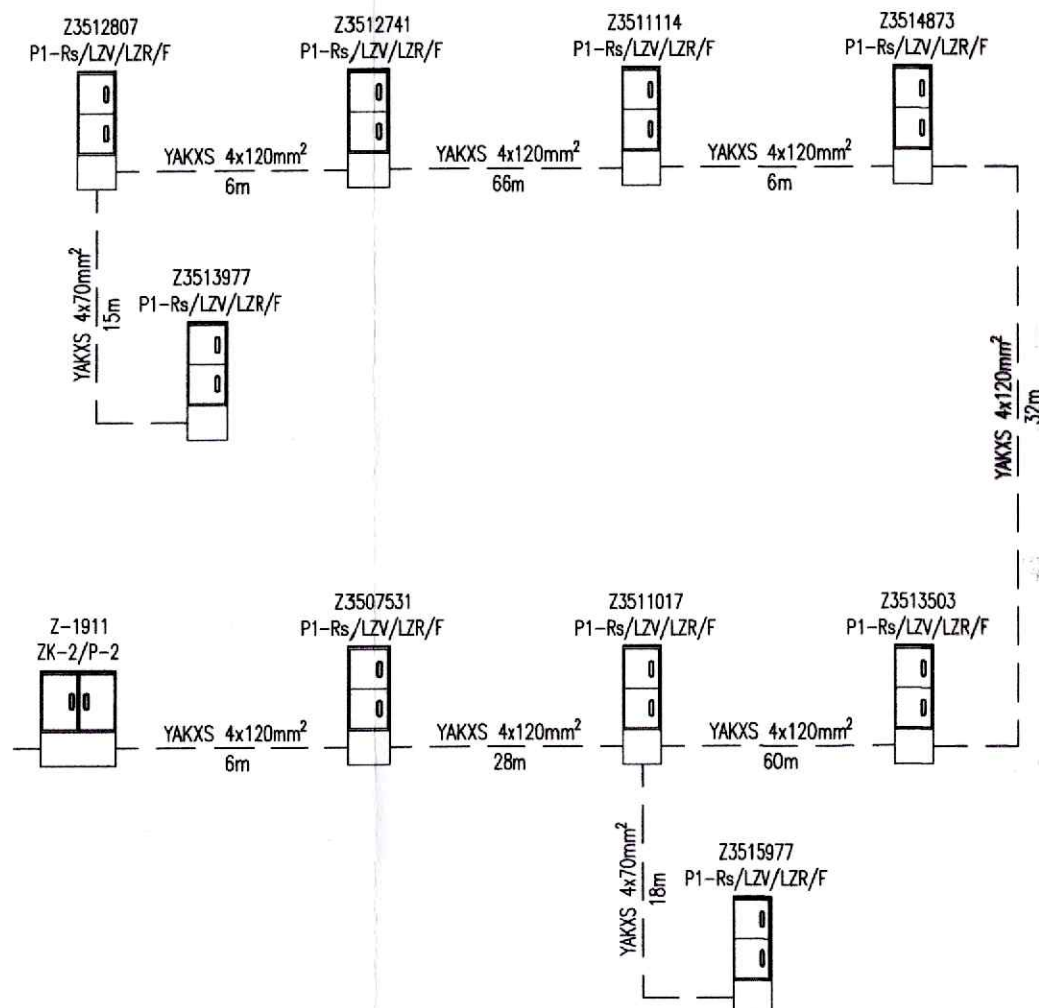 Z3512807
P1-Rs/LZV/LZR/F
Z3512741
P1-Rs/LZV/LZR/F
Z3511114
P1-Rs/LZV/LZR/F
Z3514873
P1-Rs/LZV/LZR/F
YAKXS 4x120mm²
6m
YAKXS 4x120mm²
66m
YAKXS 4x120mm²
6m
YAKXS 4x70mm²
15m
Z3513977
P1-Rs/LZV/LZR/F
YAKXS 4x120mm²
32m
Z-1911
ZK-2/P-2
Z3507531
P1-Rs/LZV/LZR/F
Z3511017
P1-Rs/LZV/LZR/F
Z3513503
P1-Rs/LZV/LZR/F
YAKXS 4x120mm²
6m
YAKXS 4x120mm²
28m
YAKXS 4x120mm²
60m
YAKXS 4x70mm²
18m
Z3515977
P1-Rs/LZV/LZR/F